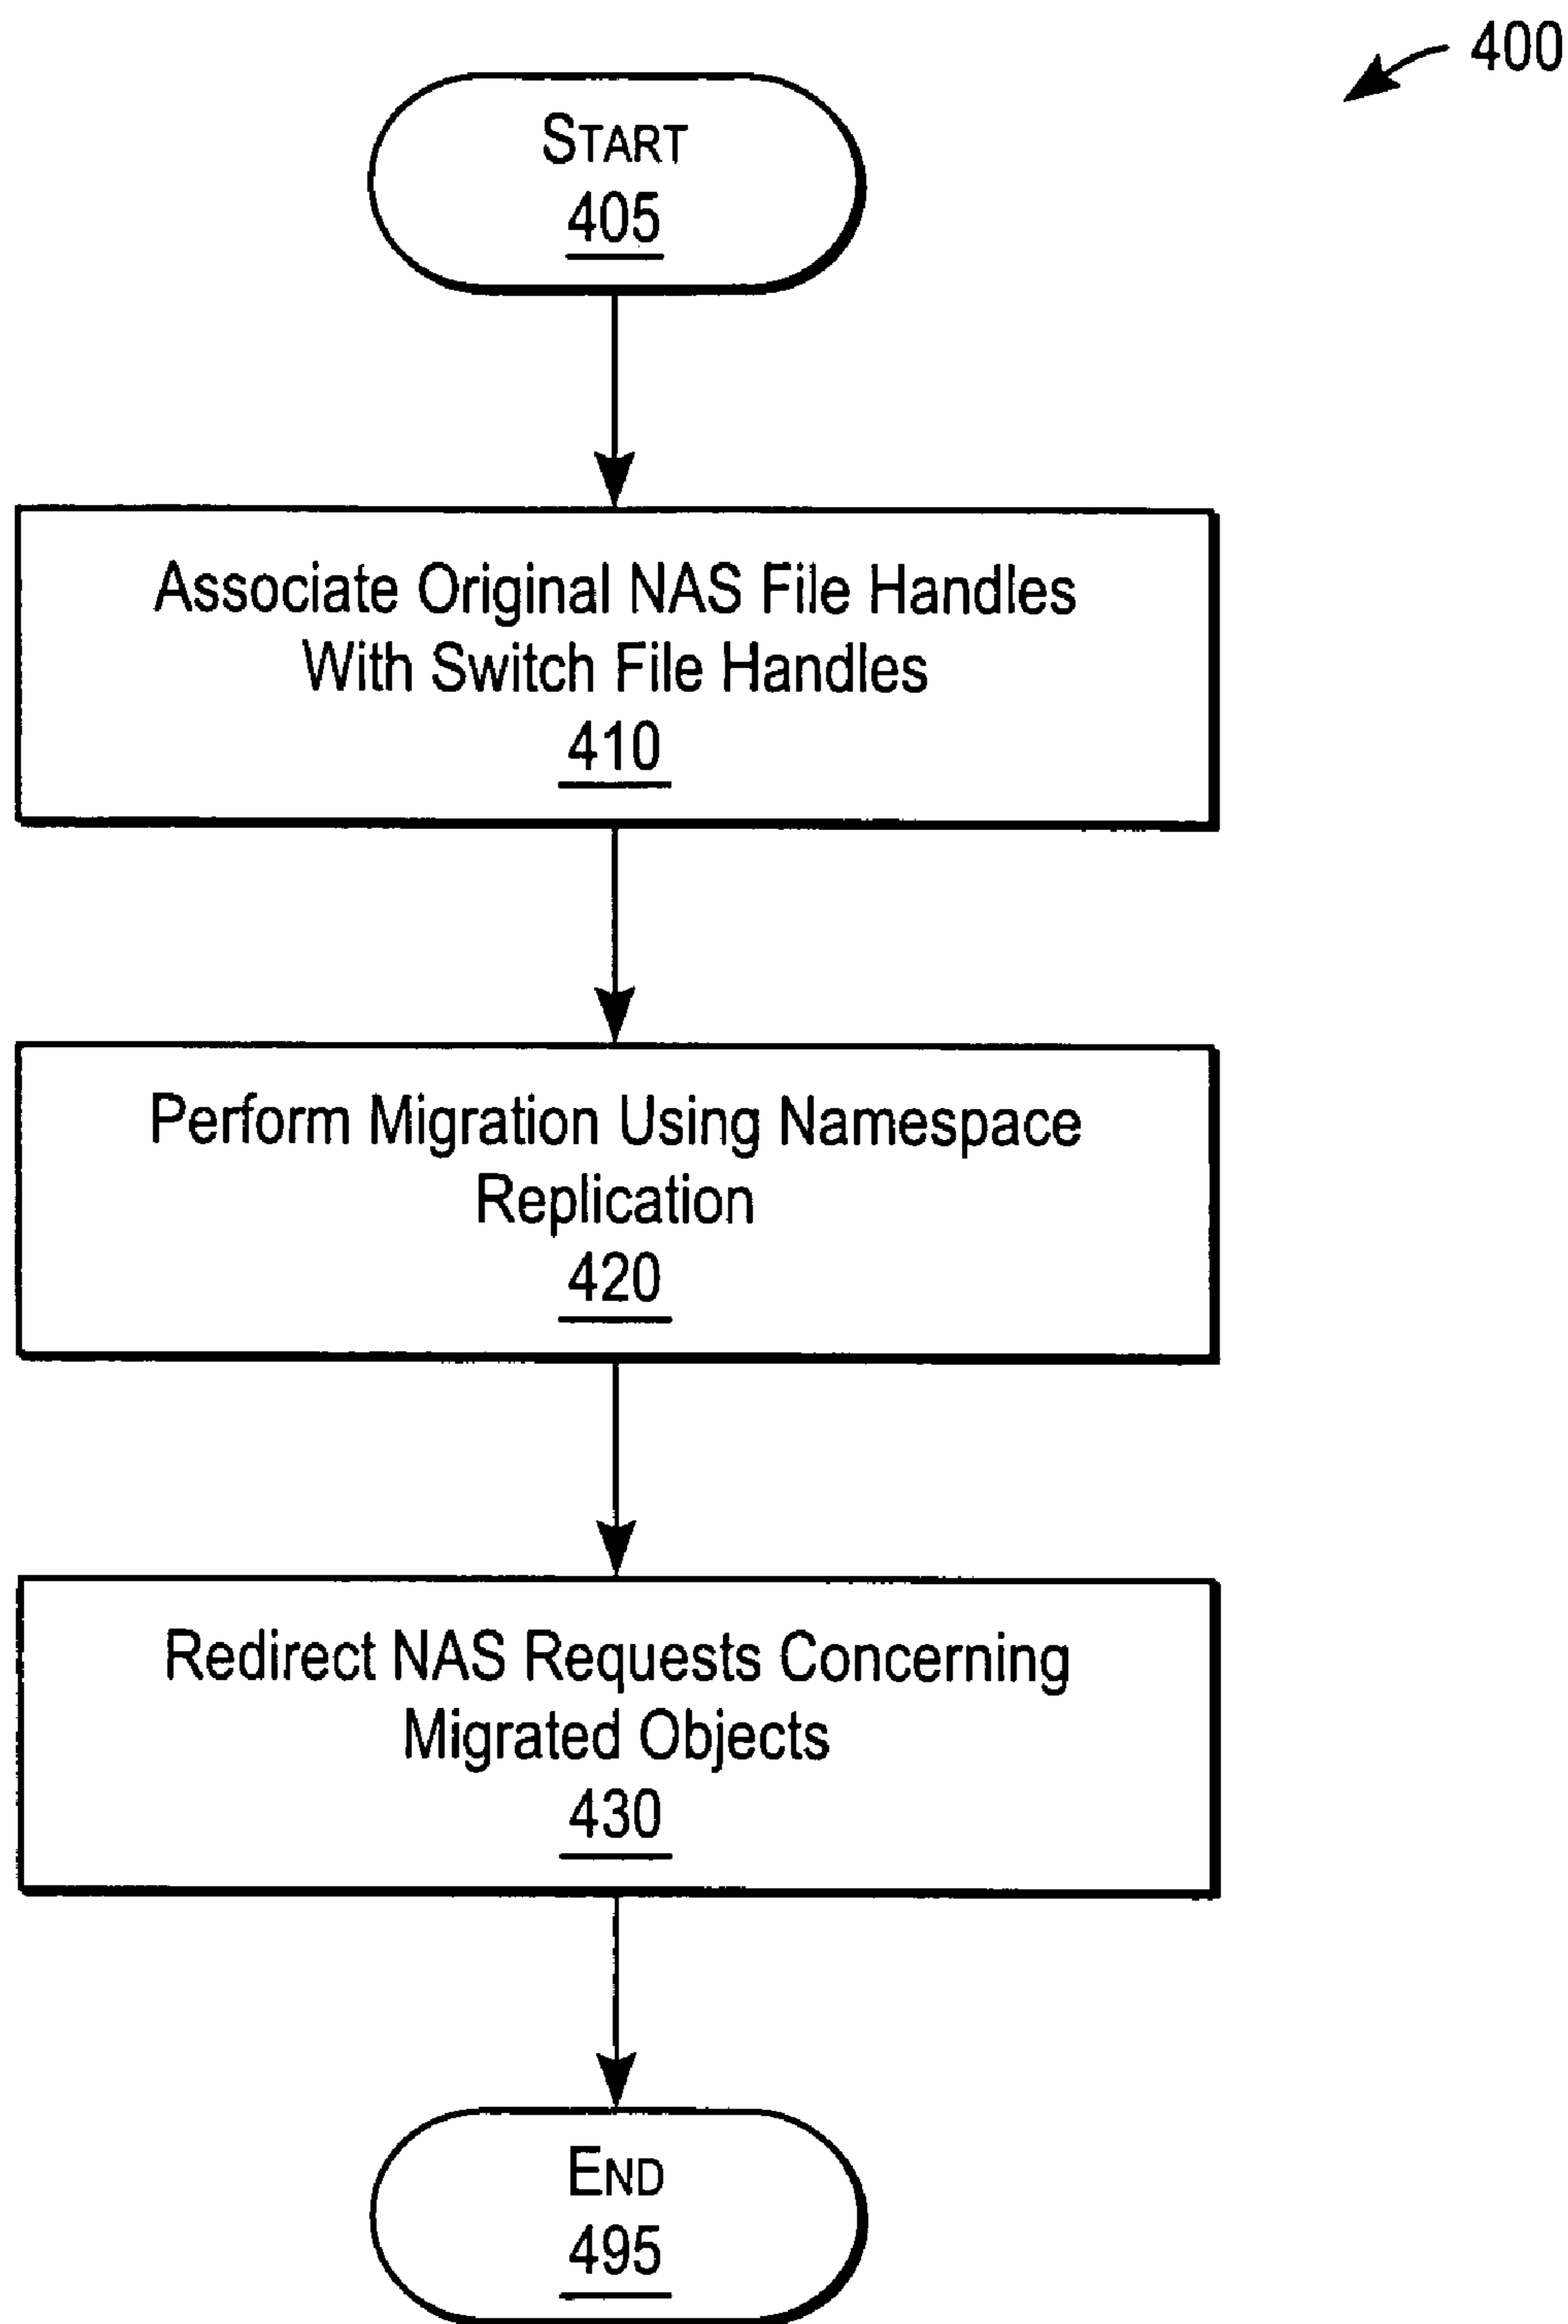 400
START
405
Associate Original NAS File Handles
With Switch File Handles
410
Perform Migration Using Namespace
Replication
420
Redirect NAS Requests Concerning
Migrated Objects
430
END
495